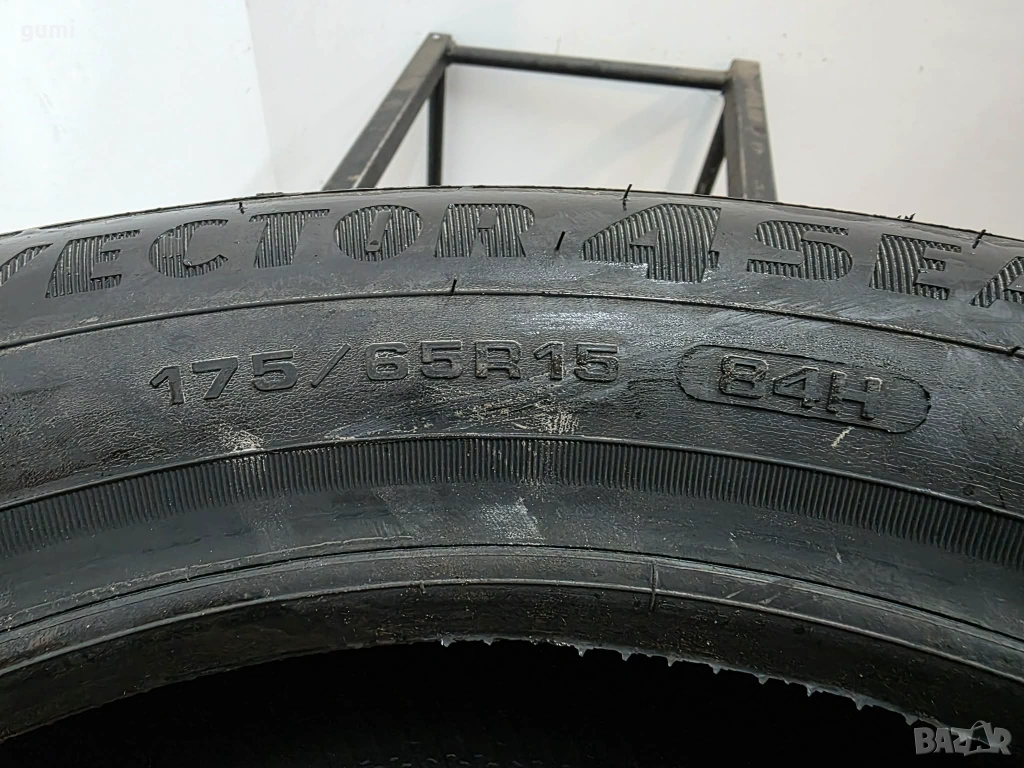 gumi
VECTOR 4SEA
175/65R15 84H
BAZAR